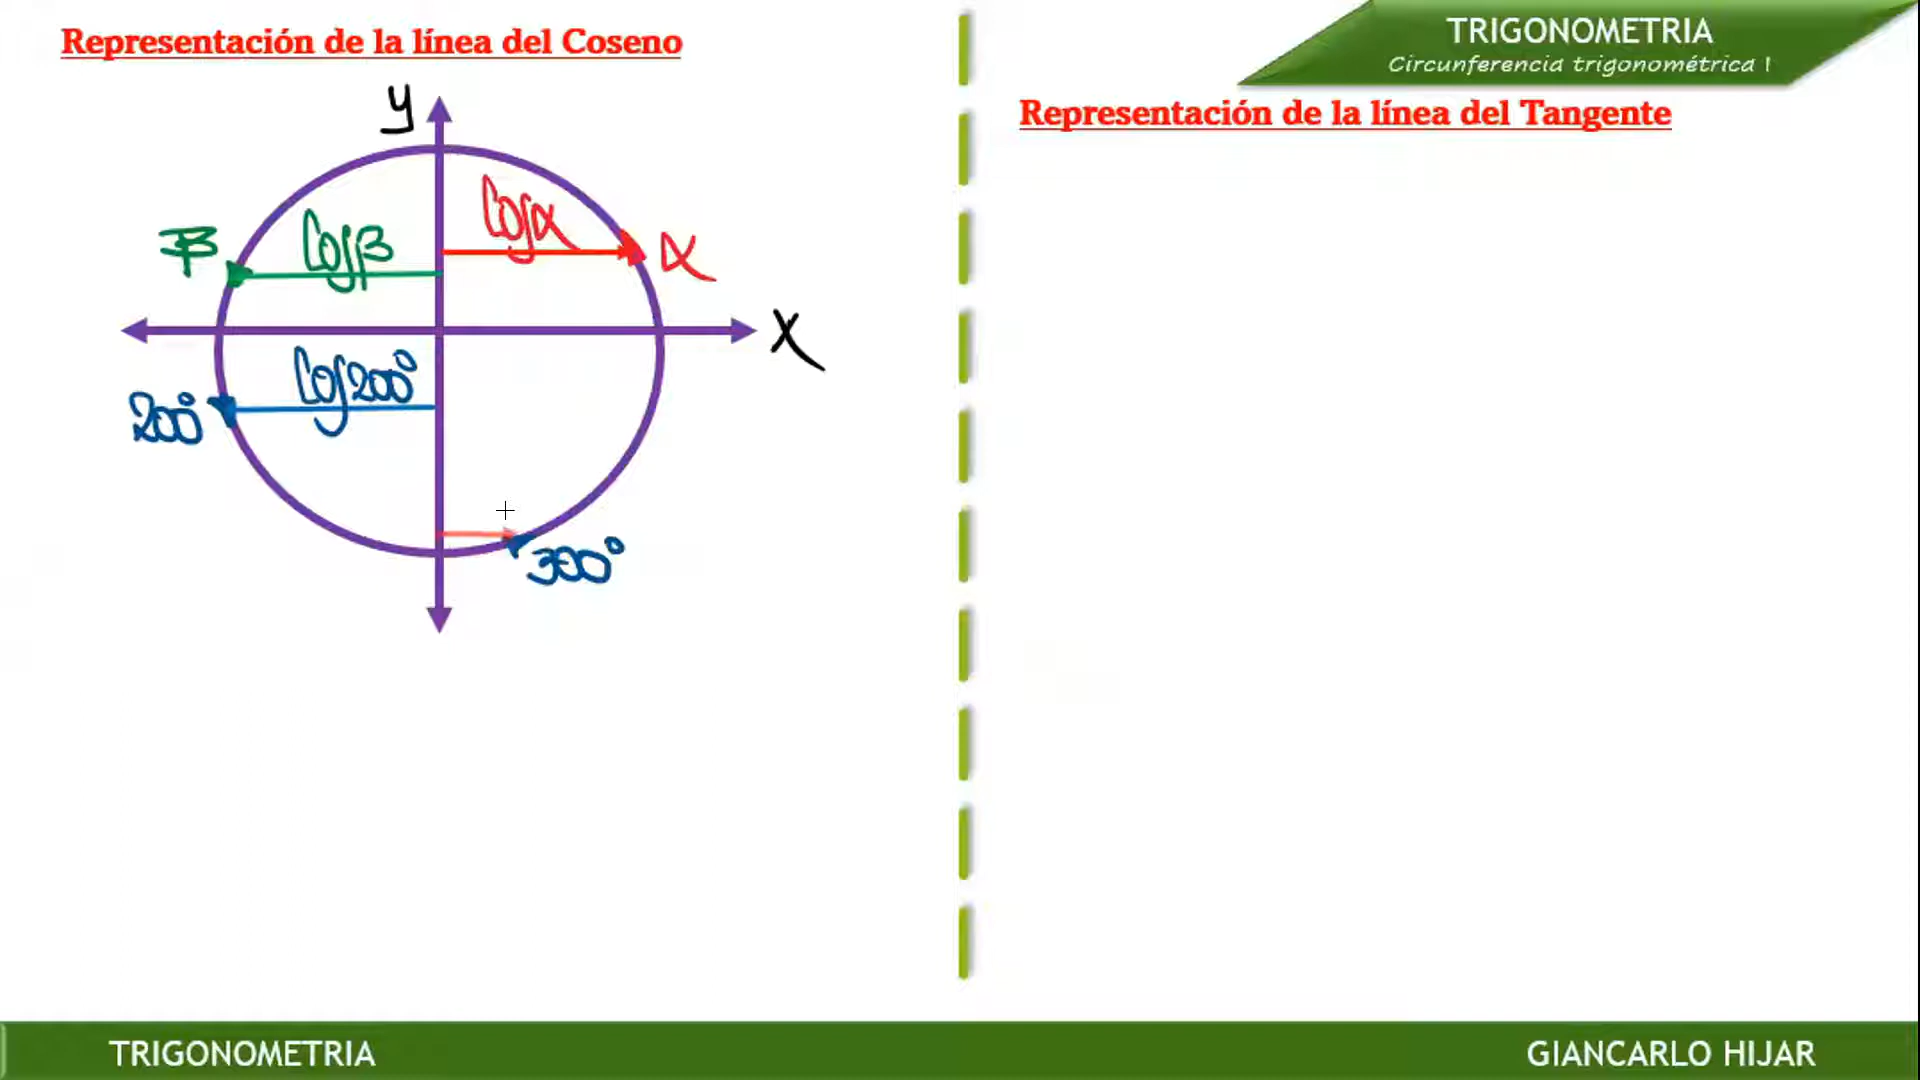 Representación de la línea del Coseno
y
Cosα
α
β
Cosβ
x
Cos200°
200°
300°
TRIGONOMETRIA
Circunferencia trigonométrica I
Representación de la línea del Tangente
TRIGONOMETRIA
GIANCARLO HIJAR